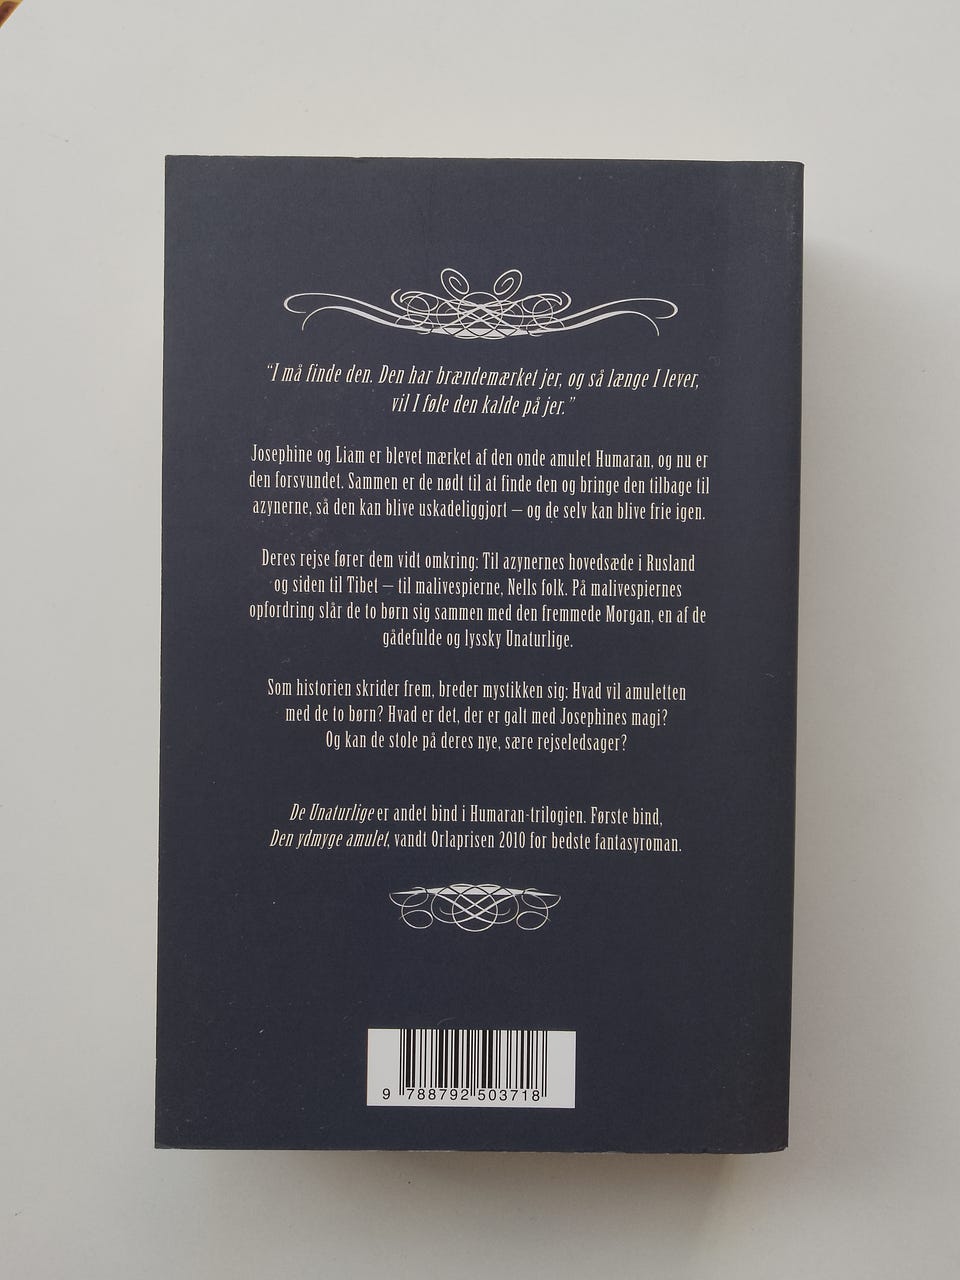 “I må finde den. Den har brændemærket jer, og så længe I lever,
vil I føle den kalde på jer.”
Josephine og Liam er blevet mærket af den onde amulet Humaran, og nu er
den forsvundet. Sammen er de nødt til at finde den og bringe den tilbage til
azynerne, så den kan blive uskadeliggjort – og de selv kan blive frie igen.
Deres rejse fører dem vidt omkring: Til azynernes hovedsæde i Rusland
og siden til Tibet – til malivespierne, Nells folk. På malivespiernes
opfordring slår de to børn sig sammen med den fremmede Morgan, en af de
gådefulde og lyssky Unaturlige.
Som historien skrider frem, breder mystikken sig: Hvad vil amuletten
med de to børn? Hvad er det, der er galt med Josephines magi?
Og kan de stole på deres nye, sære rejseledsager?
De Unaturlige er andet bind i Humaran-trilogien. Første bind,
Den ydmyge amulet, vandt Orlaprisen 2010 for bedste fantasyroman.
9 788792 503718